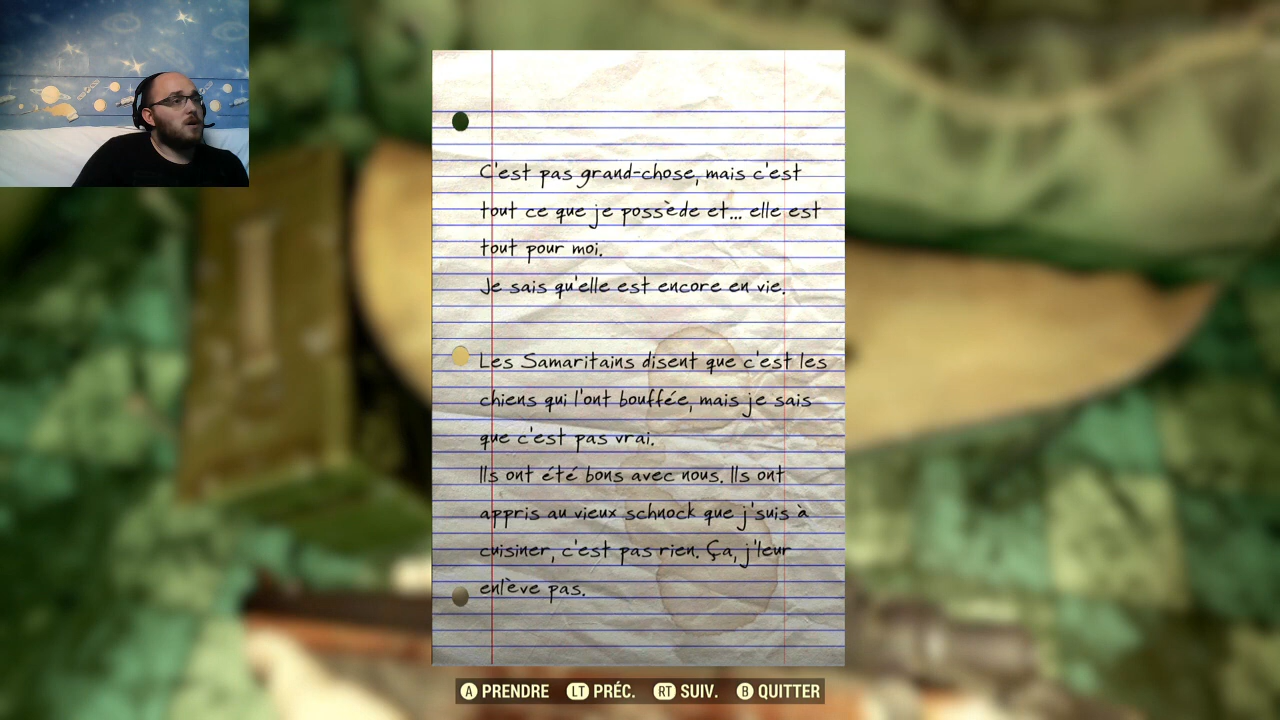 C'est pas grand-chose, mais c'est
tout ce que je possède et... elle est
tout pour moi.
Je sais qu'elle est encore en vie.
Les Samaritains disent que c'est les
chiens qui l'ont bouffée, mais je sais
que c'est pas vrai.
Ils ont été bons avec nous. Ils ont
appris au vieux schnock que j'suis à
cuisiner, c'est pas rien. Ça, j'leur
enlève pas.
A PRENDRE LT PRÉC. RT SUIV. B QUITTER